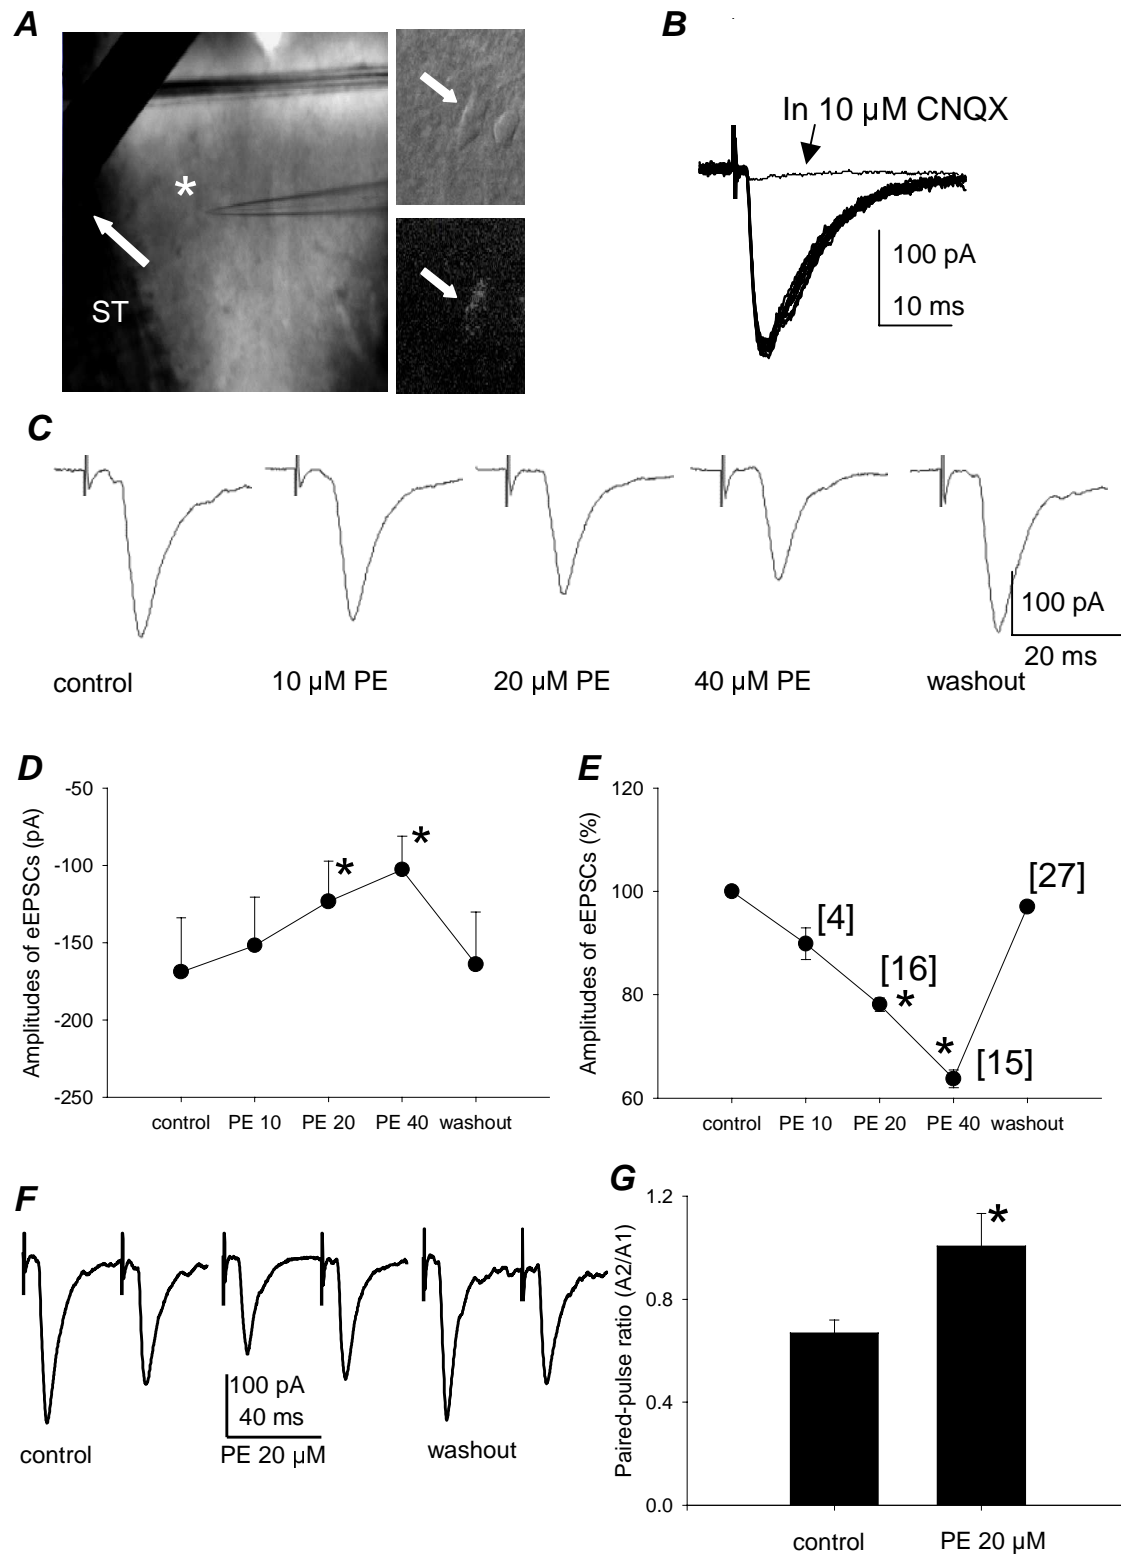 A
B
ST
*
In 10 µM CNQX
100 pA
10 ms
C
100 pA
20 ms
control
10 µM PE
20 µM PE
40 µM PE
washout
D
Amplitudes of eEPSCs (pA)
-50
-100
-150
-200
-250
*
*
control PE 10 PE 20 PE 40 washout
E
Amplitudes of eEPSCs (%)
120
100
80
60
[4]
[16]
*
*
[15]
[27]
control PE 10 PE 20 PE 40 washout
F
100 pA
40 ms
control
PE 20 µM
washout
G
Paired-pulse ratio (A2/A1)
1.2
0.8
0.4
0.0
*
control
PE 20 µM